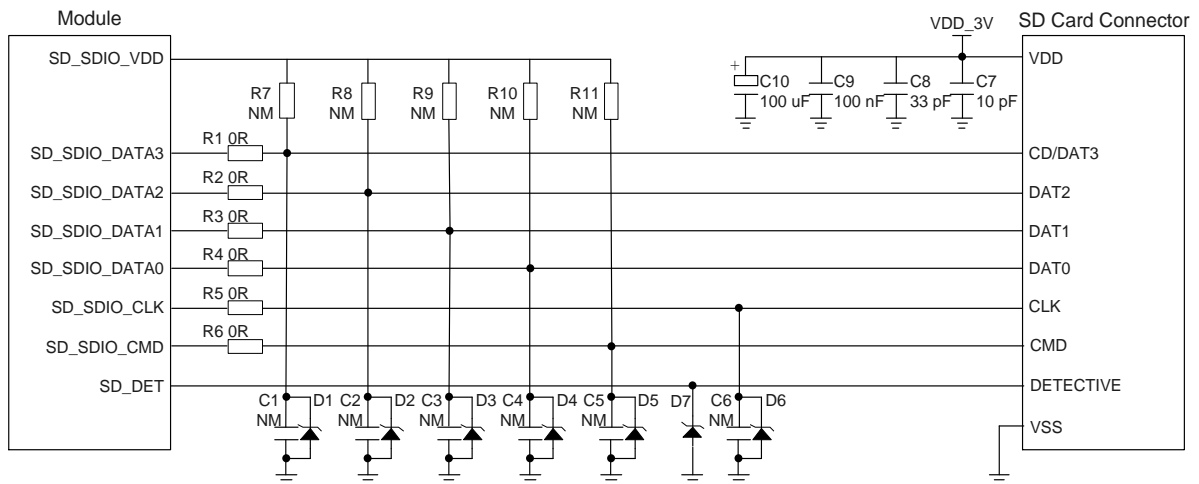 Module
SD Card Connector
VDD_3V
SD_SDIO_VDD
VDD
R7
NM
R8
NM
R9
NM
R10
NM
R11
NM
+
C10
100 uF
C9
100 nF
C8
33 pF
C7
10 pF
SD_SDIO_DATA3
R1 0R
CD/DAT3
SD_SDIO_DATA2
R2 0R
DAT2
SD_SDIO_DATA1
R3 0R
DAT1
SD_SDIO_DATA0
R4 0R
DAT0
SD_SDIO_CLK
R5 0R
CLK
SD_SDIO_CMD
R6 0R
CMD
SD_DET
DETECTIVE
C1
NM
D1
C2
NM
D2
C3
NM
D3
C4
NM
D4
C5
NM
D5
D7
C6
NM
D6
VSS